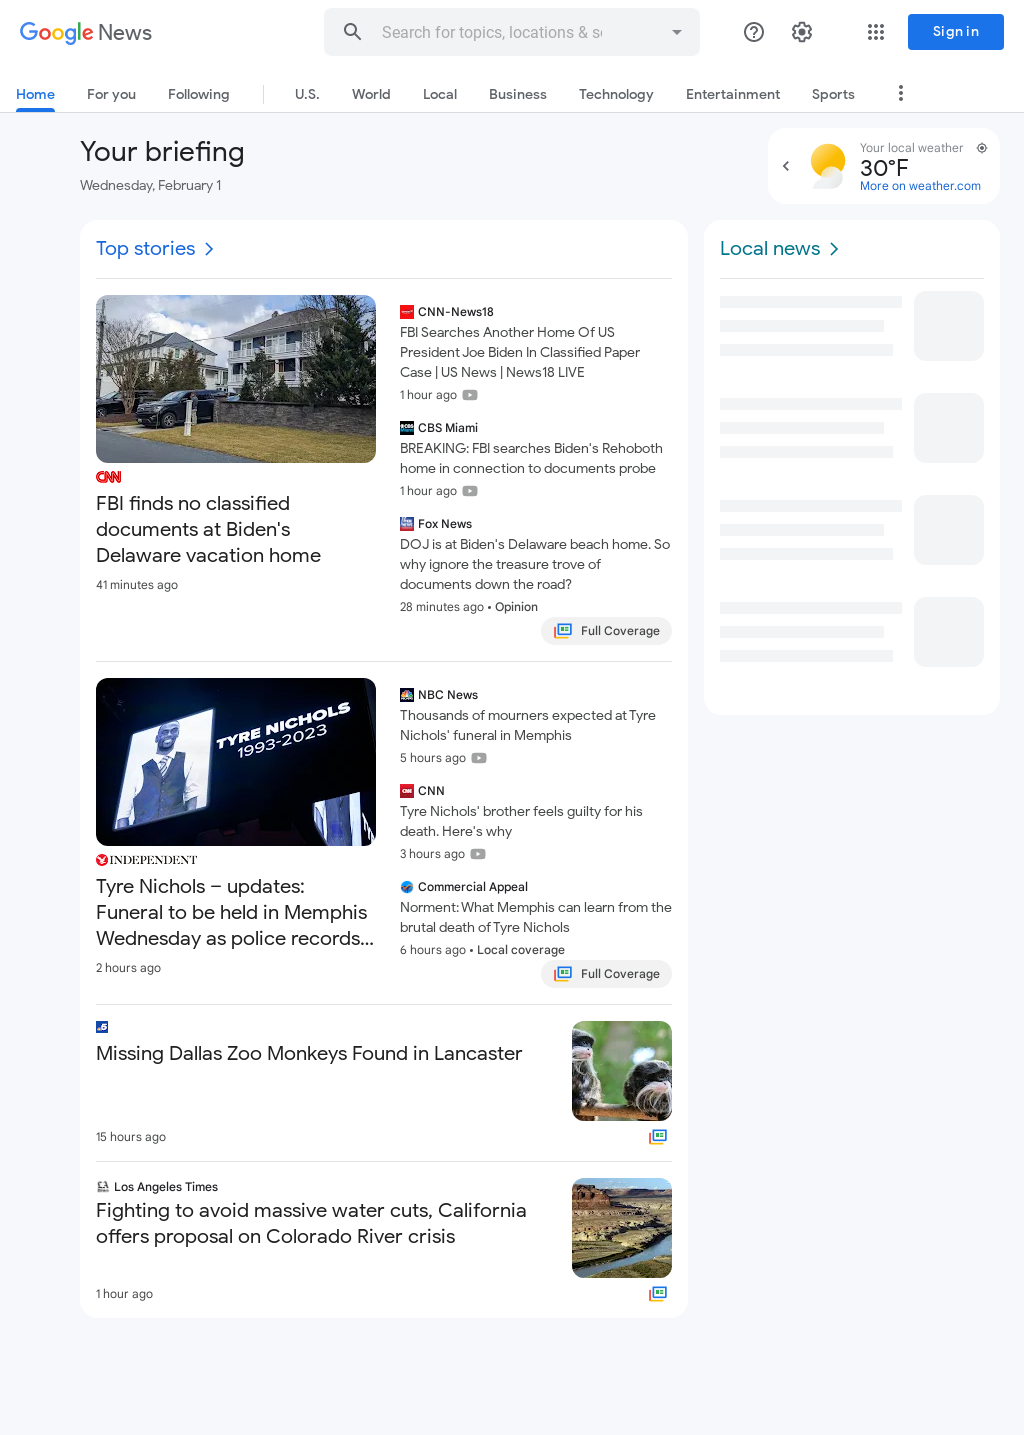 Google News
Search for topics, locations & so
Sign in
Home
For you
Following
U.S.
World
Local
Business
Technology
Entertainment
Sports
Your briefing
Wednesday, February 1
Your local weather
30°F
More on weather.com
Top stories
CNN
FBI finds no classified
documents at Biden's
Delaware vacation home
41 minutes ago
CNN-News18
FBI Searches Another Home Of US
President Joe Biden In Classified Paper
Case | US News | News18 LIVE
1 hour ago
CBS Miami
BREAKING: FBI searches Biden's Rehoboth
home in connection to documents probe
1 hour ago
Fox News
DOJ is at Biden's Delaware beach home. So
why ignore the treasure trove of
documents down the road?
28 minutes ago • Opinion
Full Coverage
TYRE NICHOLS
1993-2023
INDEPENDENT
Tyre Nichols – updates:
Funeral to be held in Memphis
Wednesday as police records...
2 hours ago
NBC News
Thousands of mourners expected at Tyre
Nichols' funeral in Memphis
5 hours ago
CNN
Tyre Nichols' brother feels guilty for his
death. Here's why
3 hours ago
Commercial Appeal
Norment: What Memphis can learn from the
brutal death of Tyre Nichols
6 hours ago • Local coverage
Full Coverage
5
Missing Dallas Zoo Monkeys Found in Lancaster
15 hours ago
Los Angeles Times
Fighting to avoid massive water cuts, California
offers proposal on Colorado River crisis
1 hour ago
Local news